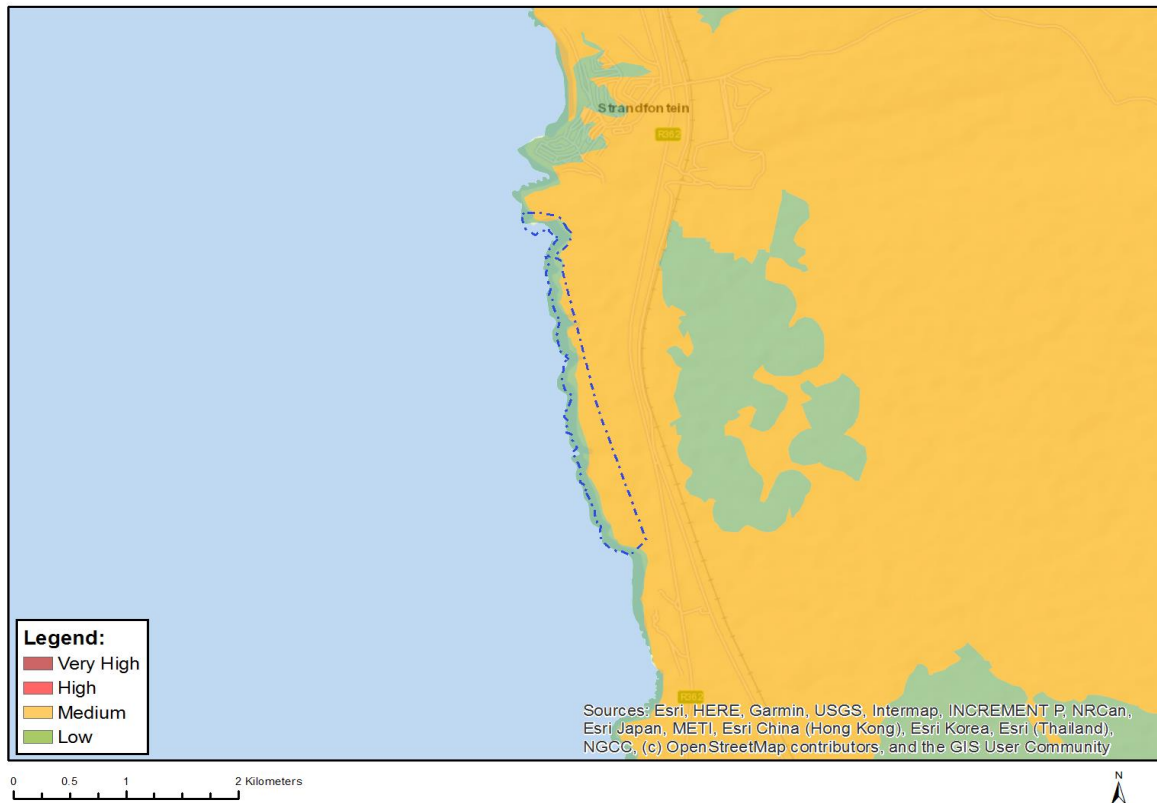 Strandfontein
R362
Legend:
Very High
High
Medium
Low
R362
Sources: Esri, HERE, Garmin, USGS, Intermap, INCREMENT P, NRCan,
Esri Japan, METI, Esri China (Hong Kong), Esri Korea, Esri (Thailand),
NGCC, (c) OpenStreetMap contributors, and the GIS User Community
0 0.5 1 2 Kilometers
N